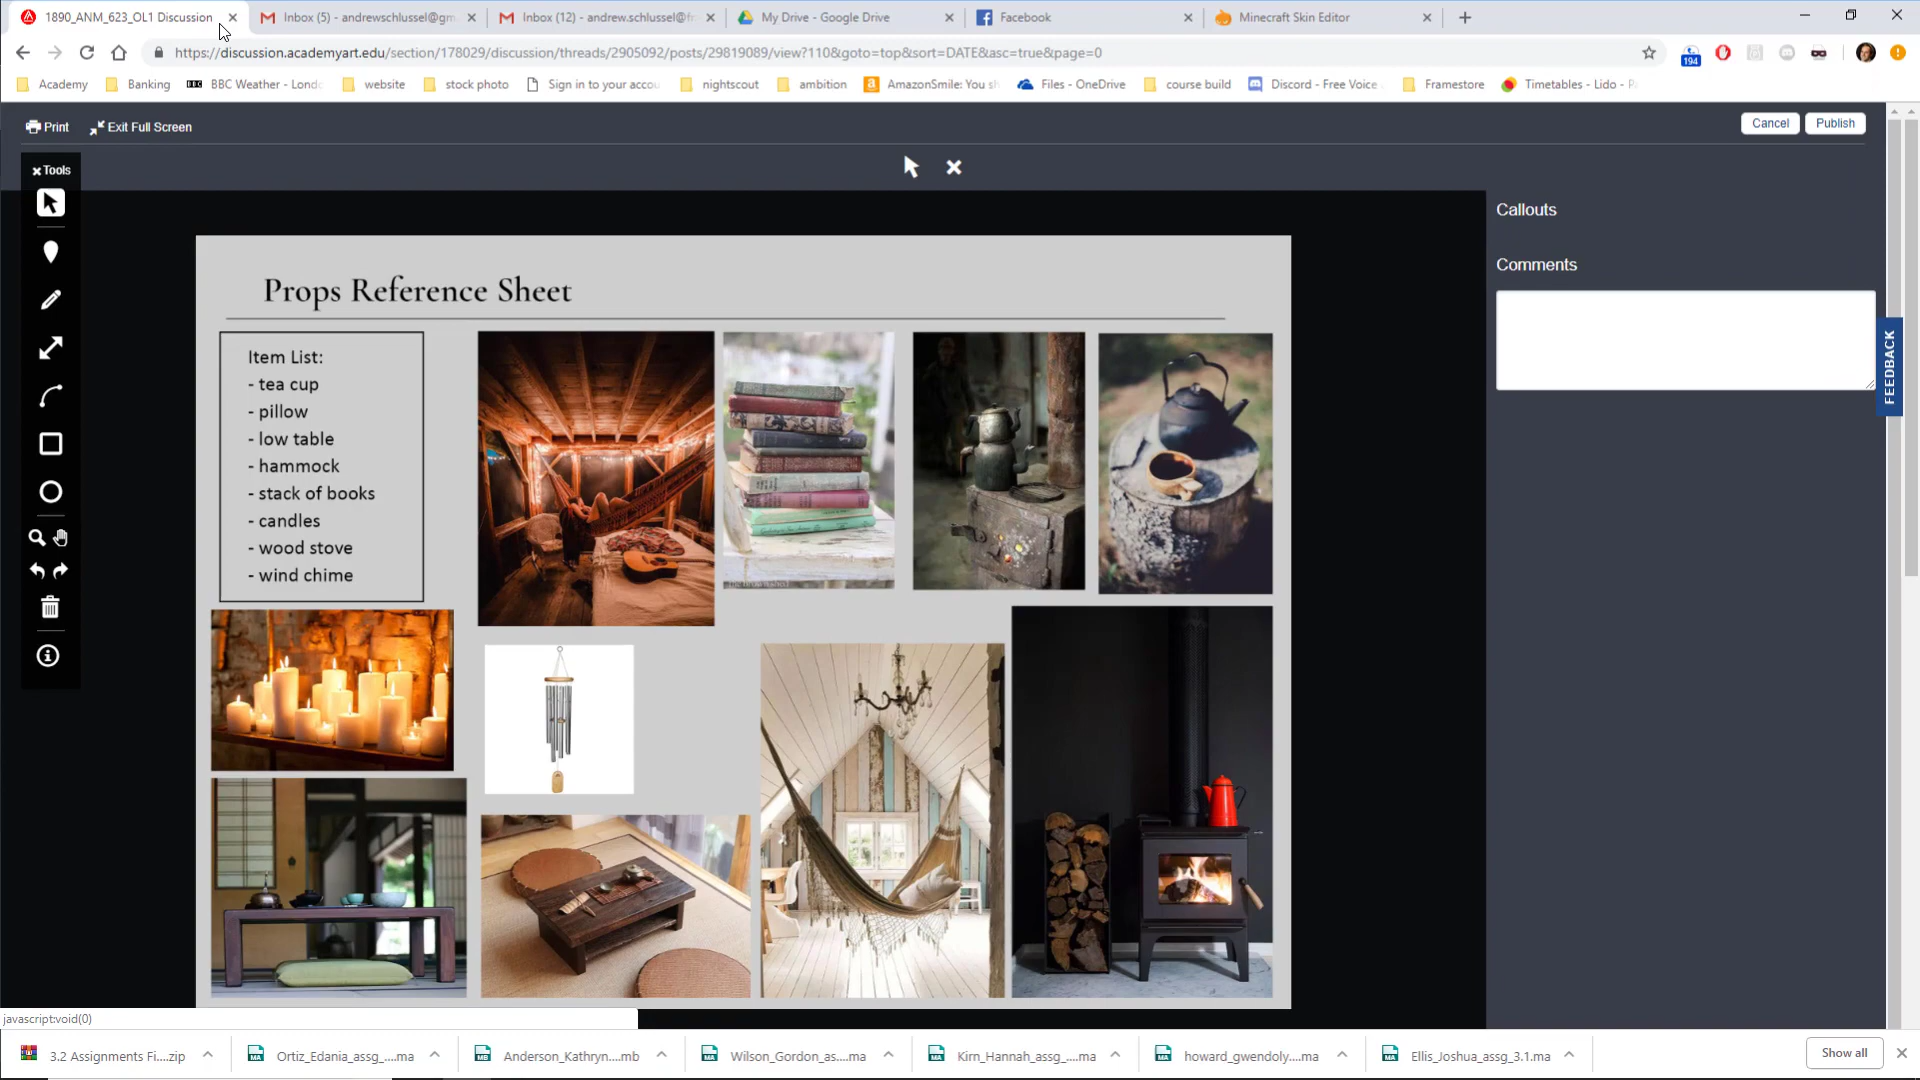 1890_ANM_623_OL1 Discussion
Inbox (5) - andrewschlussel@gm
Inbox (12) - andrew.schlussel@fr
My Drive - Google Drive
Facebook
Minecraft Skin Editor
https://discussion.academyart.edu/section/178029/discussion/threads/2905092/posts/29819089/view?110&goto=top&sort=DATE&asc=true&page=0
194
Academy
Banking
BBC Weather - Londo
website
stock photo
Sign in to your accou
nightscout
ambition
AmazonSmile: You sh
Files - OneDrive
course build
Discord - Free Voice
Framestore
Timetables - Lido - P
Print
Exit Full Screen
Cancel
Publish
Tools
Callouts
Comments
FEEDBACK
Props Reference Sheet
Item List:
- tea cup
- pillow
- low table
- hammock
- stack of books
- candles
- wood stove
- wind chime
javascript:void(0)
3.2 Assignments Fi....zip
Ortiz_Edania_assg_....ma
Anderson_Kathryn....mb
Wilson_Gordon_as....ma
Kirn_Hannah_assg_....ma
howard_gwendoly....ma
Ellis_Joshua_assg_3.1.ma
Show all